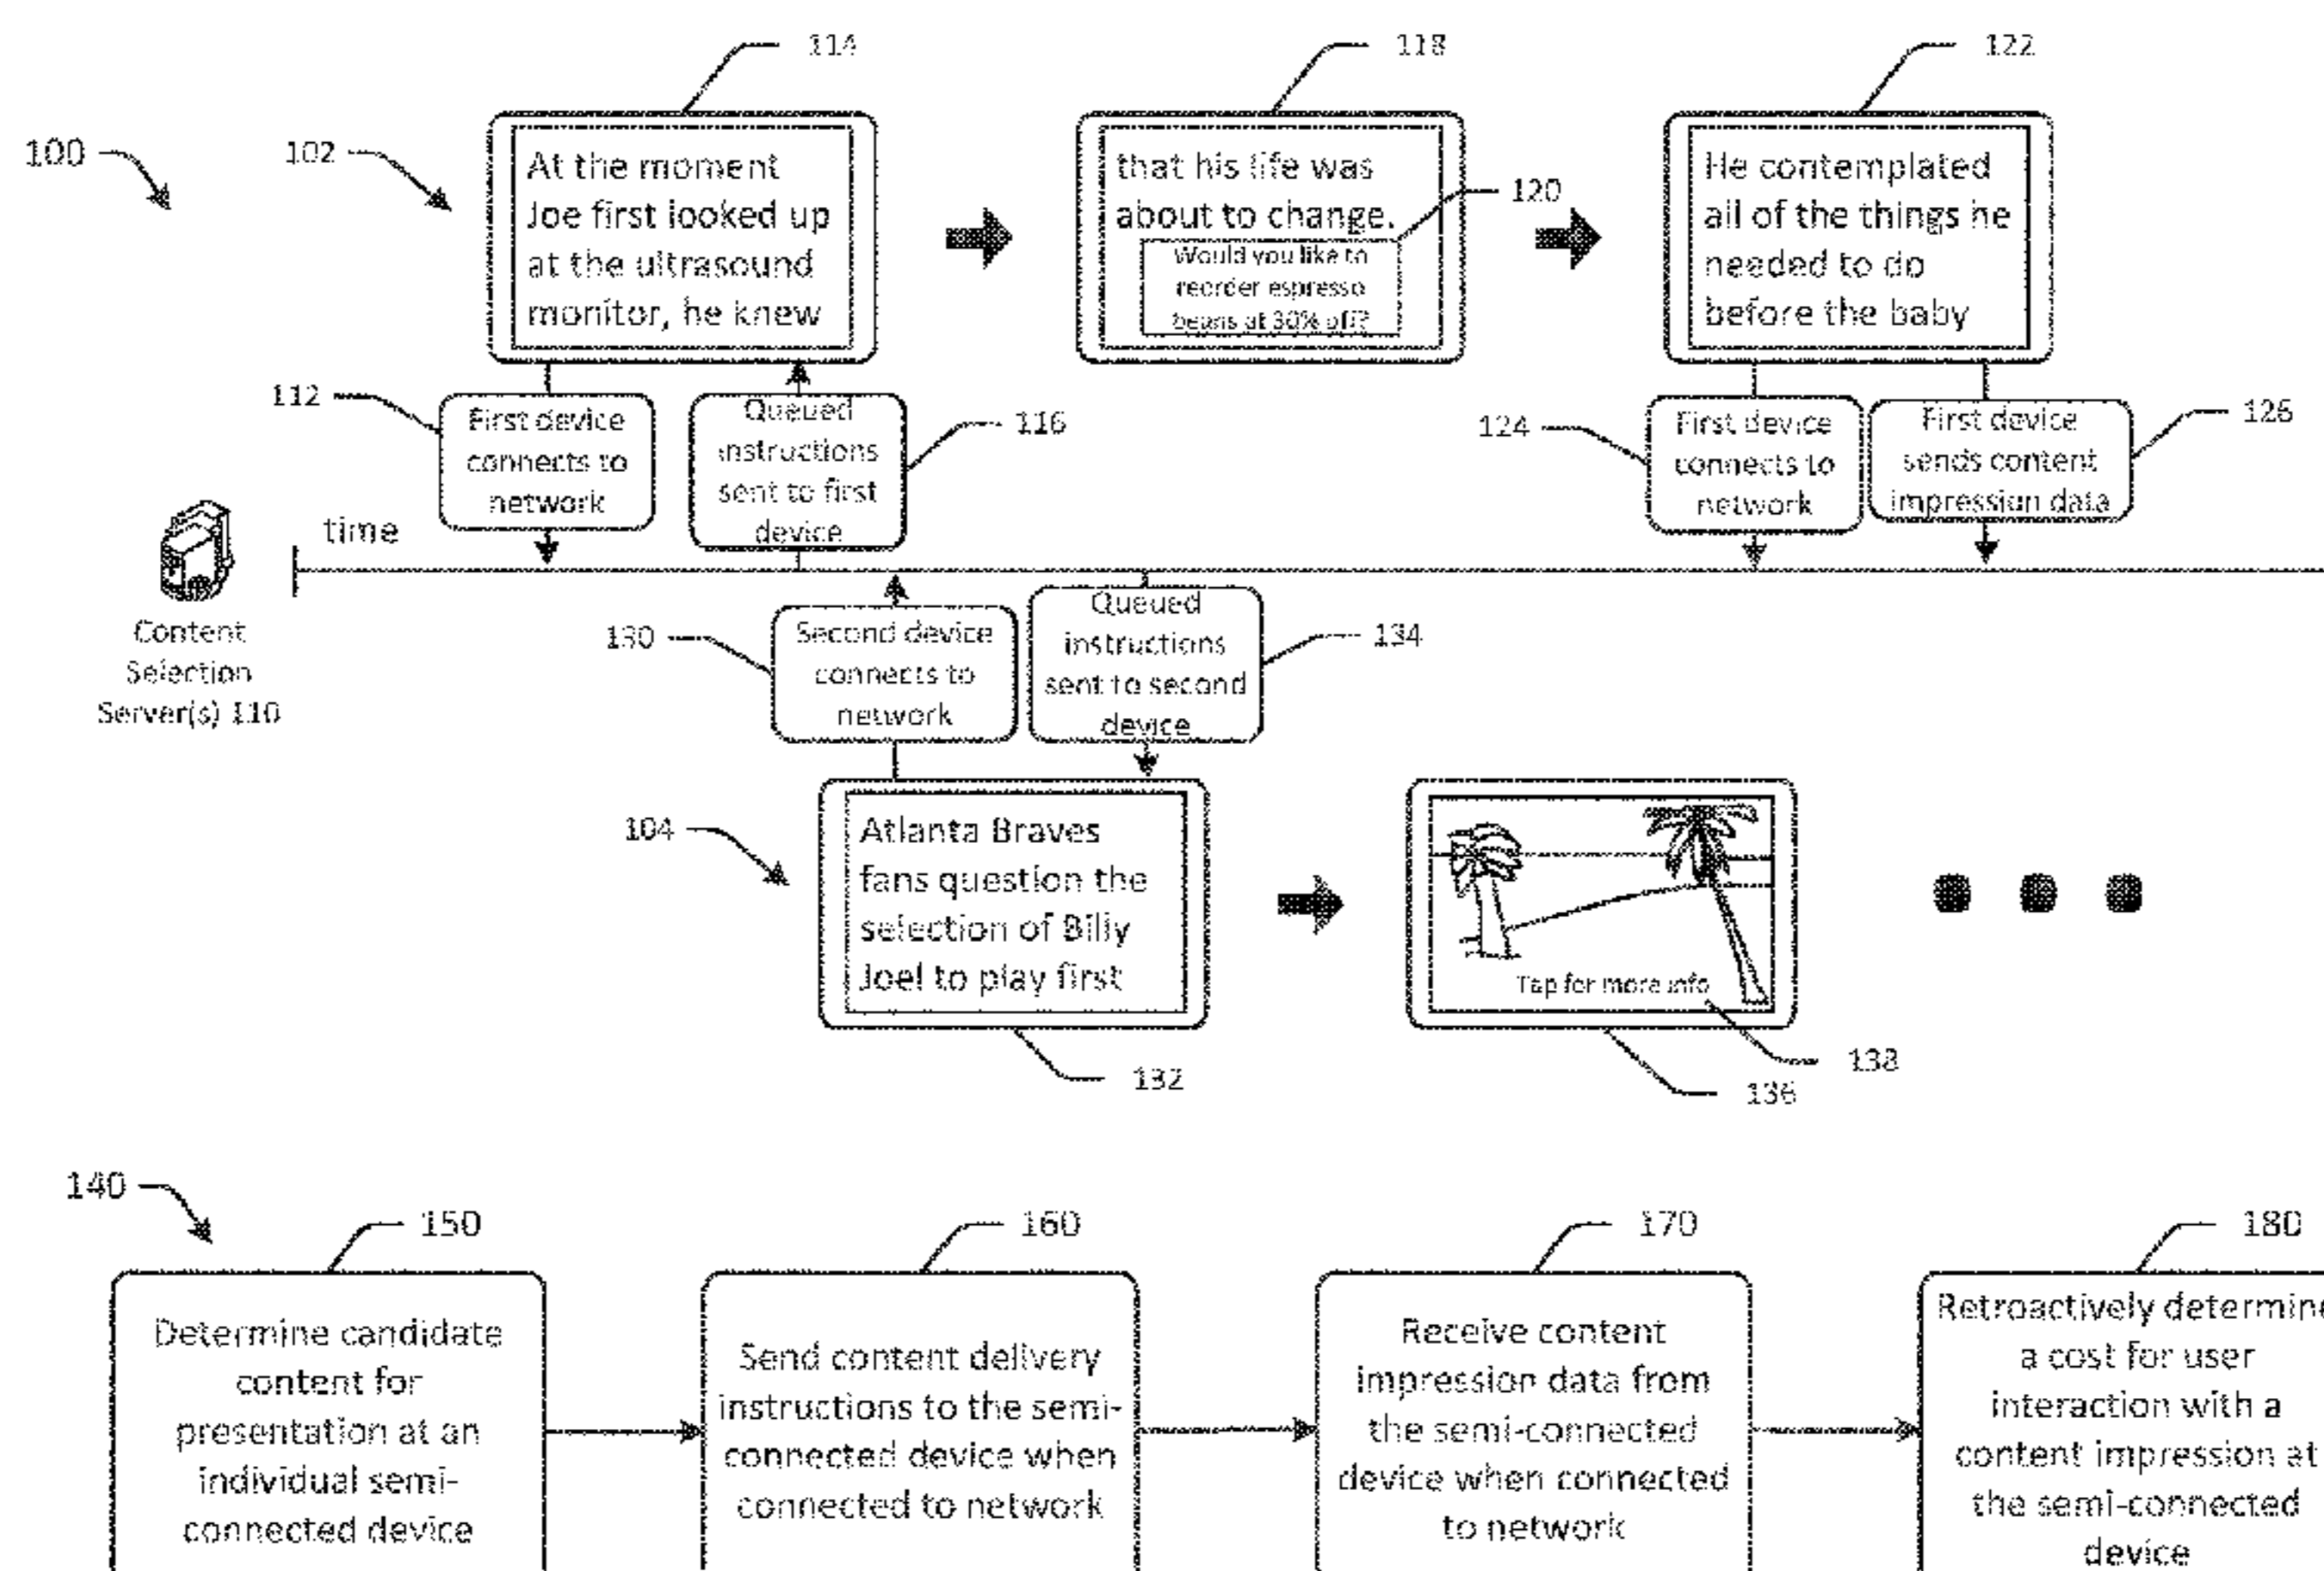 114
118
122
100
102
At the moment
Joe first looked up
at the ultrasound
monitor, he knew
that his life was
about to change.
120
Would you like to
reorder espresso
beans at 30% off?
He contemplated
all of the things he
needed to do
before the baby
112
First device
connects to
network
Queued
instructions
sent to first
device
116
124
First device
connects to
network
First device
sends content
impression data
126
time
Content
Selection
Server(s) 110
130
Second device
connects to
network
Queued
instructions
sent to second
device
134
104
Atlanta Braves
fans question the
selection of Billy
Joel to play first
132
Tap for more info
138
136
140
150
160
170
180
Determine candidate
content for
presentation at an
individual semi-
connected device
Send content delivery
instructions to the semi-
connected device when
connected to network
Receive content
impression data from
the semi-connected
device when connected
to network
Retroactively determine
a cost for user
interaction with a
content impression at
the semi-connected
device